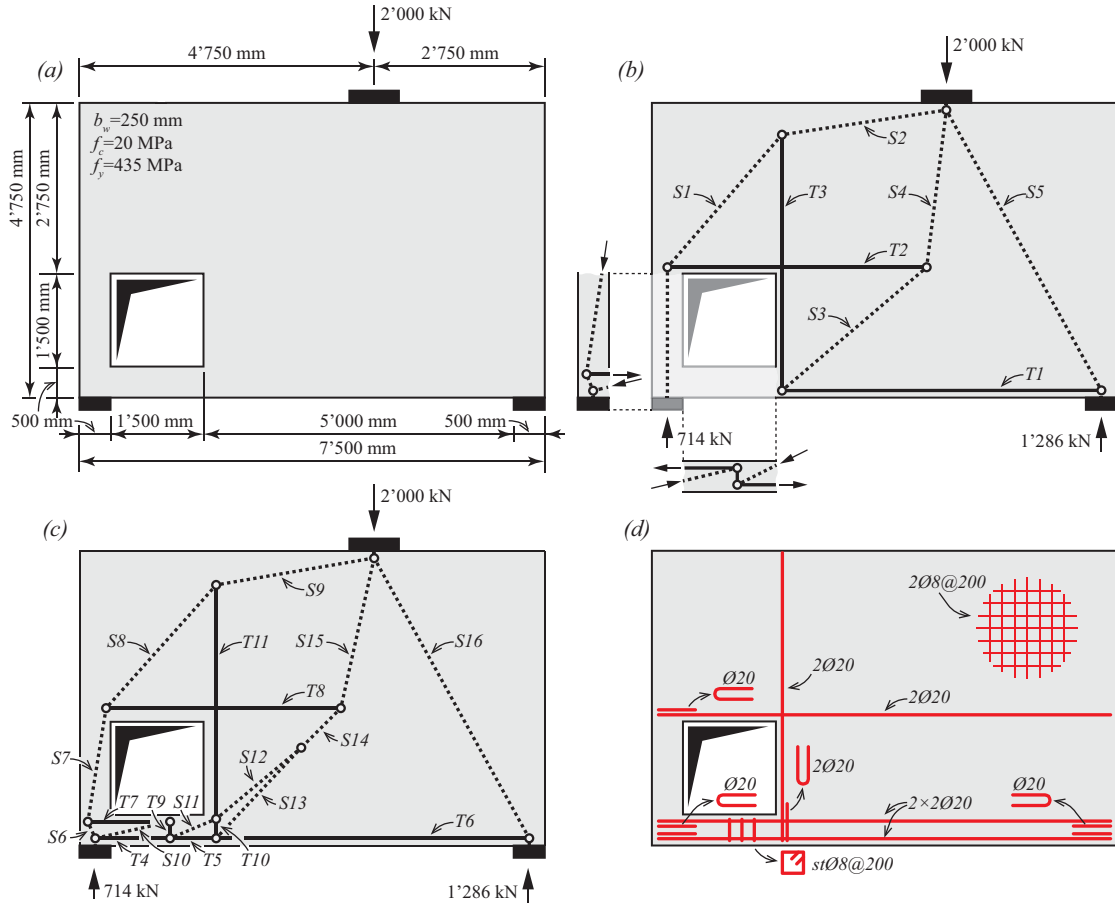 (a)
2’000 kN
4’750 mm
2’750 mm
b_w=250 mm
f_c=20 MPa
f_y=435 MPa
4’750 mm
2’750 mm
1’500 mm
500 mm
1’500 mm
5’000 mm
500 mm
7’500 mm
(b)
2’000 kN
S1
S2
T3
S4
S5
T2
S3
T1
714 kN
1’286 kN
(c)
2’000 kN
S9
S8
T11
S15
S16
T8
S7
S12
S14
S13
T7
T9
S11
S6
T6
T4
S10
T5
T10
714 kN
1’286 kN
(d)
2Ø8@200
2Ø20
Ø20
2Ø20
2Ø20
Ø20
Ø20
2×2Ø20
stØ8@200